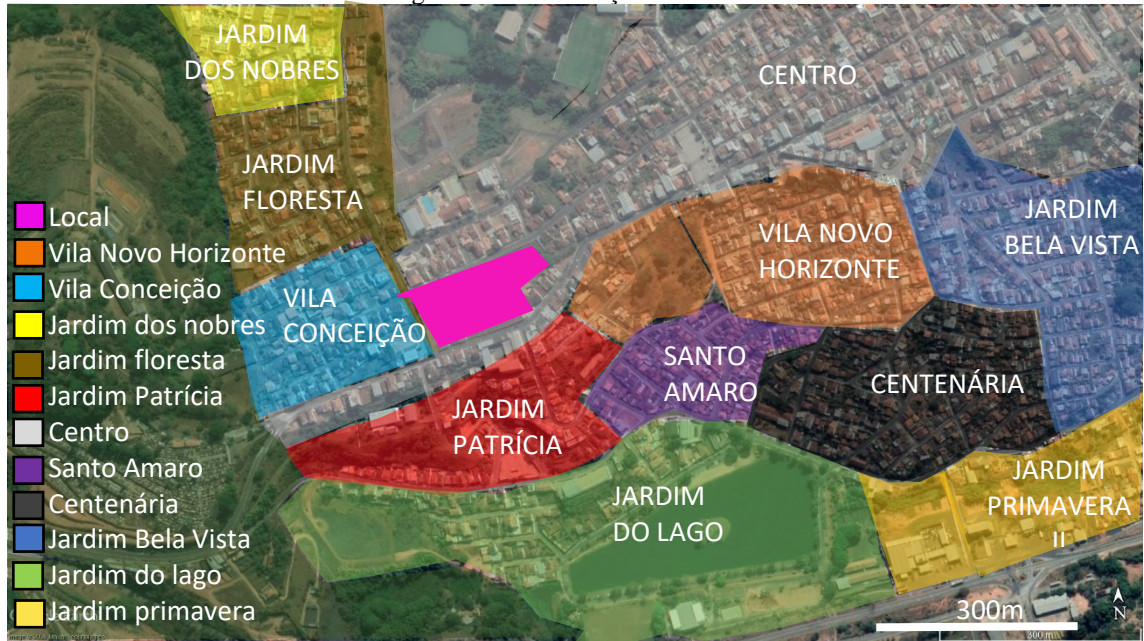 JARDIM
DOS NOBRES
CENTRO
JARDIM
FLORESTA
JARDIM
BELA VISTA
VILA NOVO
HORIZONTE
VILA
CONCEIÇÃO
SANTO
AMARO
CENTENÁRIA
JARDIM
PATRÍCIA
JARDIM
DO LAGO
JARDIM
PRIMAVERA
II
Local
Vila Novo Horizonte
Vila Conceição
Jardim dos nobres
Jardim floresta
Jardim Patrícia
Centro
Santo Amaro
Centenária
Jardim Bela Vista
Jardim do lago
Jardim primavera
300m
300 m
N